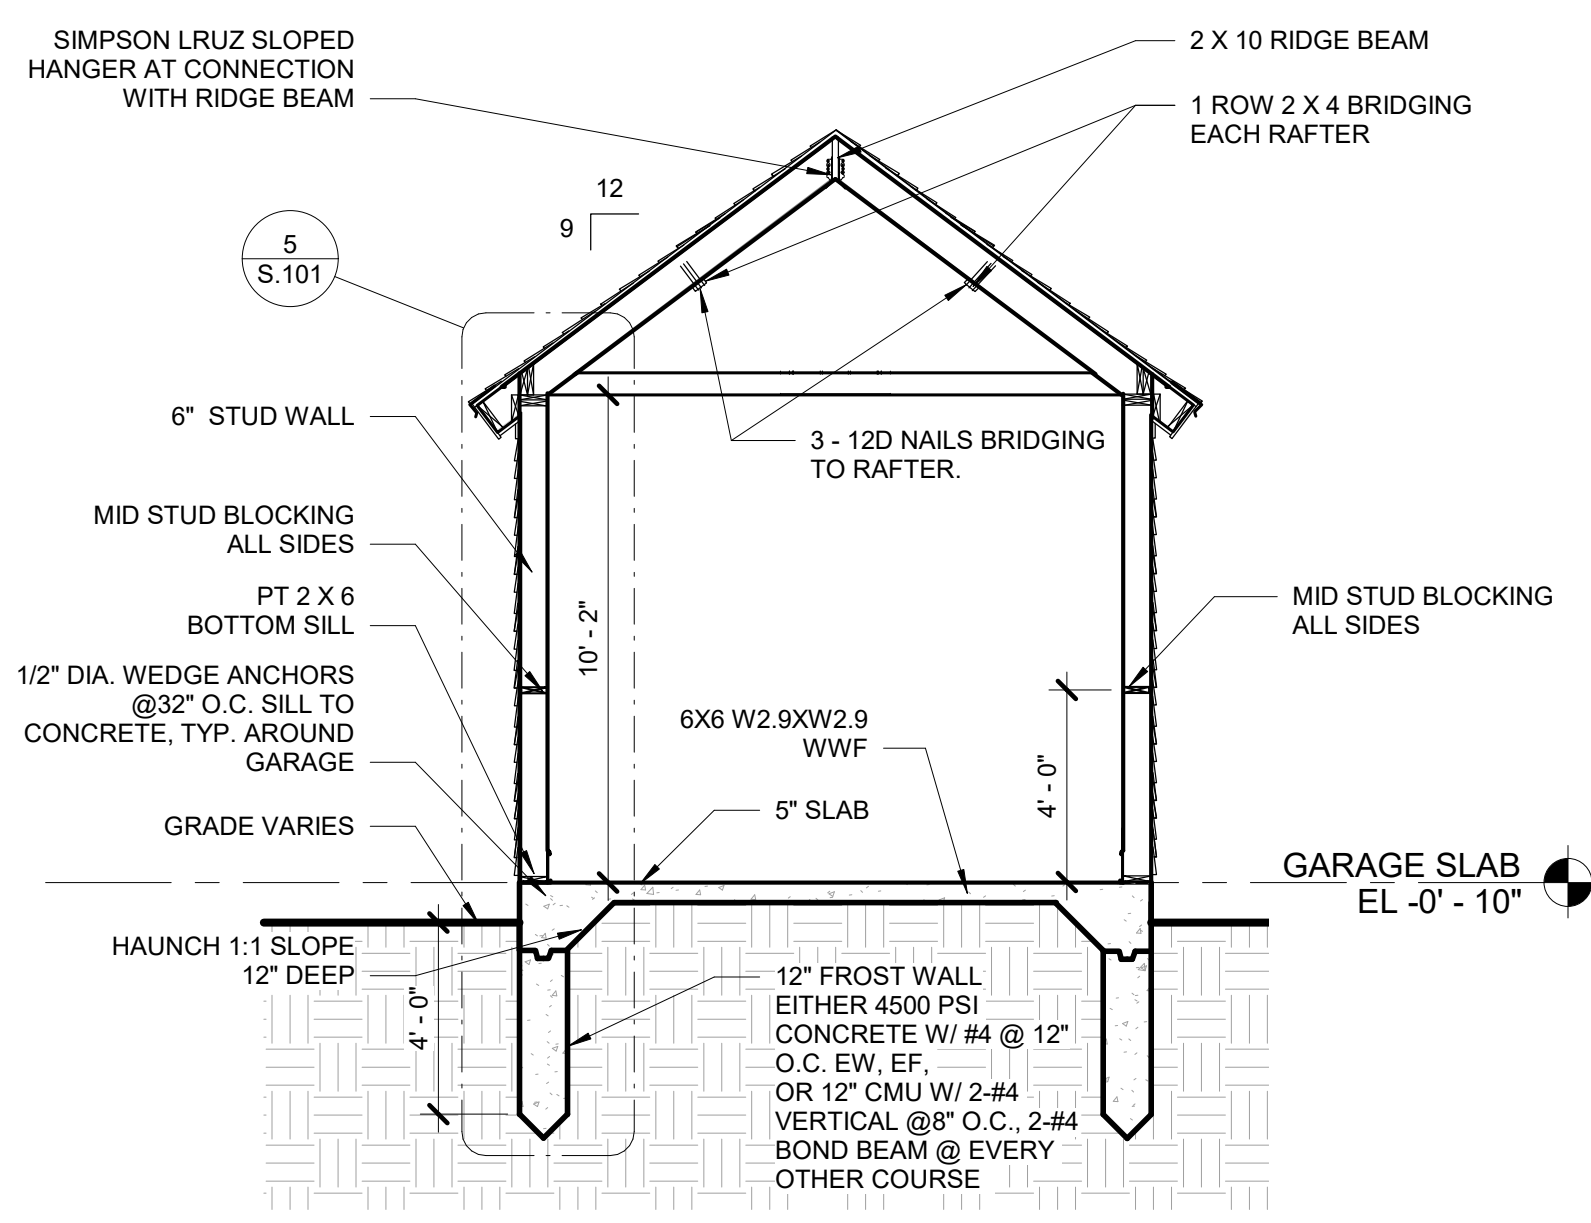 SIMPSON LRUZ SLOPED
HANGER AT CONNECTION
WITH RIDGE BEAM
2 X 10 RIDGE BEAM
1 ROW 2 X 4 BRIDGING
EACH RAFTER
12
9
5
S.101
6" STUD WALL
3 - 12D NAILS BRIDGING
TO RAFTER.
MID STUD BLOCKING
ALL SIDES
PT 2 X 6
BOTTOM SILL
10' - 2"
MID STUD BLOCKING
ALL SIDES
1/2" DIA. WEDGE ANCHORS
@32" O.C. SILL TO
CONCRETE, TYP. AROUND
GARAGE
6X6 W2.9XW2.9
WWF
4' - 0"
5" SLAB
GRADE VARIES
GARAGE SLAB
EL -0' - 10"
HAUNCH 1:1 SLOPE
12" DEEP
4' - 0"
12" FROST WALL
EITHER 4500 PSI
CONCRETE W/ #4 @ 12"
O.C. EW, EF,
OR 12" CMU W/ 2-#4
VERTICAL @8" O.C., 2-#4
BOND BEAM @ EVERY
OTHER COURSE